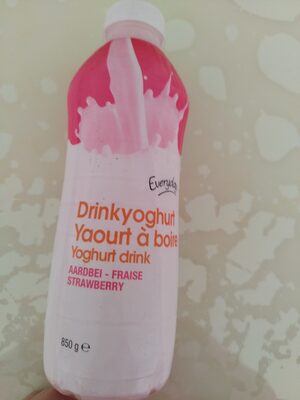 Everyday
Drinkyoghurt
Yaourt à boire
Yoghurt drink
AARDBEI - FRAISE
STRAWBERRY
850 g ℮